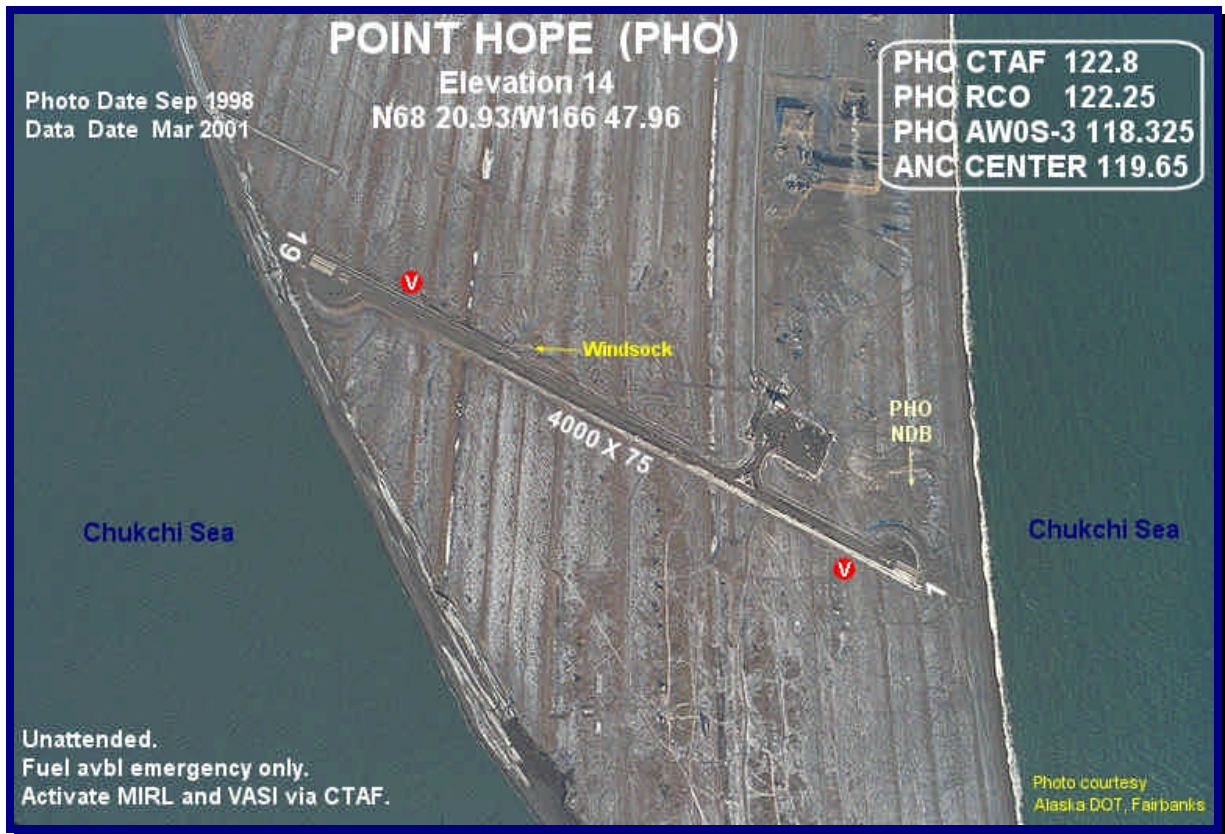 POINT HOPE (PHO)
Elevation 14
N68 20.93/W166 47.96
Photo Date Sep 1998
Data Date Mar 2001
PHO CTAF 122.8
PHO RCO 122.25
PHO AW0S-3 118.325
ANC CENTER 119.65
19
V
Windsock
4000 X 75
PHO
NDB
Chukchi Sea
Chukchi Sea
V
1
Unattended.
Fuel avbl emergency only.
Activate MIRL and VASI via CTAF.
Photo courtesy
Alaska DOT, Fairbanks